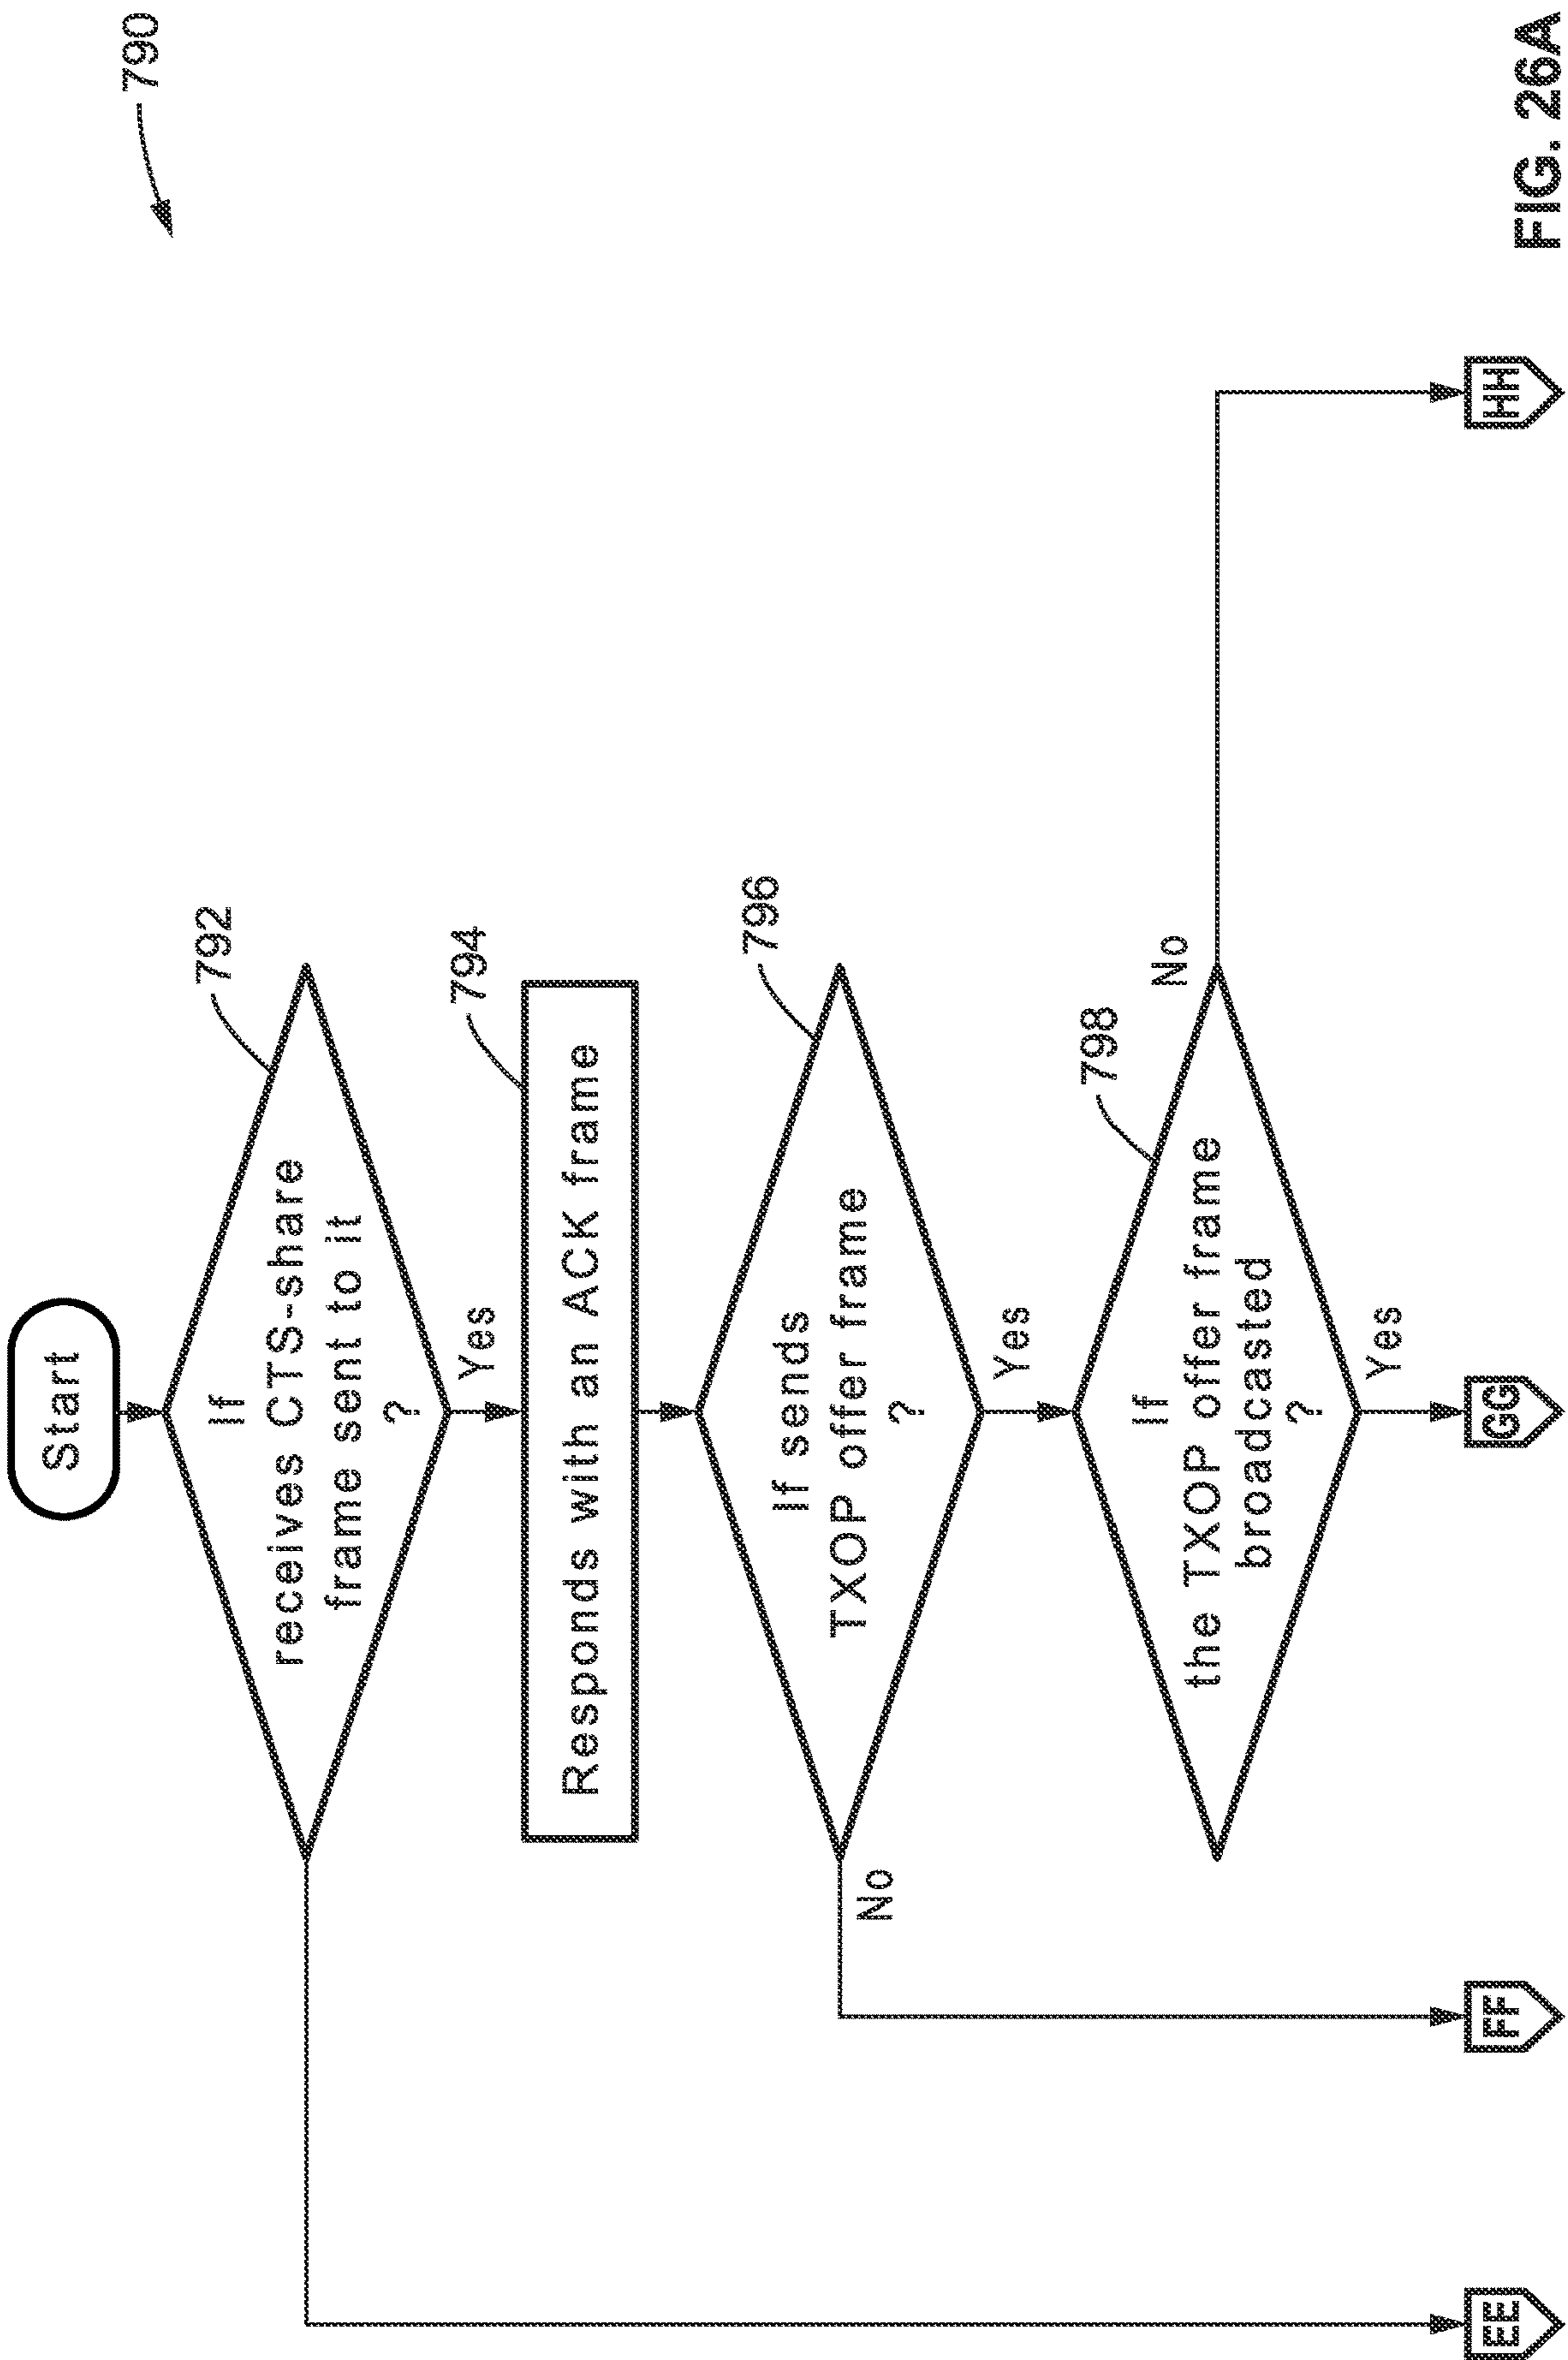 790
Start
792
If
receives CTS-share
frame sent to it
?
Yes
794
Responds with an ACK frame
796
If sends
TXOP offer frame
?
No
Yes
798
If
the TXOP offer frame
broadcasted
?
No
Yes
EE
FF
GG
HH
FIG. 26A